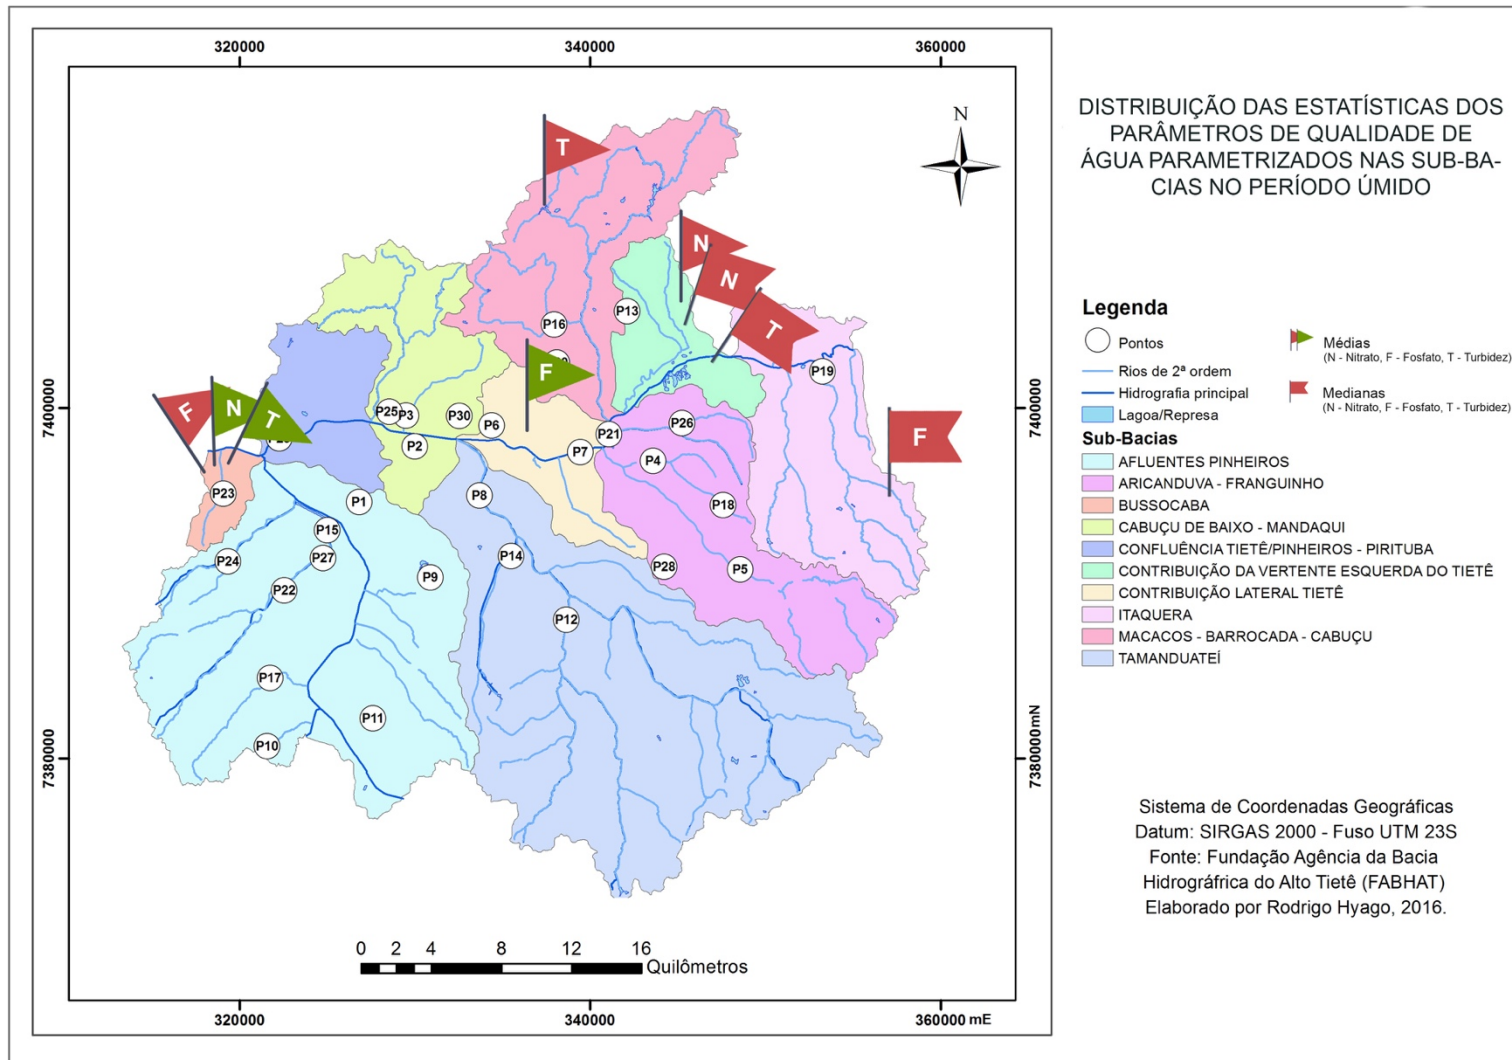 320000
340000
360000
DISTRIBUIÇÃO DAS ESTATÍSTICAS DOS
PARÂMETROS DE QUALIDADE DE
ÁGUA PARAMETRIZADOS NAS SUB-BA-
CIAS NO PERÍODO ÚMIDO
N
T
N
N
T
F
F
N
T
F
P16
P13
P19
P25
P3
P30
P6
P2
P21
P26
P7
P4
P23
P1
P8
P18
P15
P24
P27
P14
P28
P5
P22
P9
P12
P17
P11
P10
7400000
7380000
7400000
7380000mN
Legenda
Pontos
Rios de 2ª ordem
Hidrografia principal
Lagoa/Represa
Médias
(N - Nitrato, F - Fosfato, T - Turbidez)
Medianas
(N - Nitrato, F - Fosfato, T - Turbidez)
Sub-Bacias
AFLUENTES PINHEIROS
ARICANDUVA - FRANGUINHO
BUSSOCABA
CABUÇU DE BAIXO - MANDAQUI
CONFLUÊNCIA TIETÊ/PINHEIROS - PIRITUBA
CONTRIBUIÇÃO DA VERTENTE ESQUERDA DO TIETÊ
CONTRIBUIÇÃO LATERAL TIETÊ
ITAQUERA
MACACOS - BARROCADA - CABUÇU
TAMANDUATEÍ
Sistema de Coordenadas Geográficas
Datum: SIRGAS 2000 - Fuso UTM 23S
Fonte: Fundação Agência da Bacia
Hidrográfrica do Alto Tietê (FABHAT)
Elaborado por Rodrigo Hyago, 2016.
0 2 4 8 12 16
Quilômetros
320000
340000
360000 mE